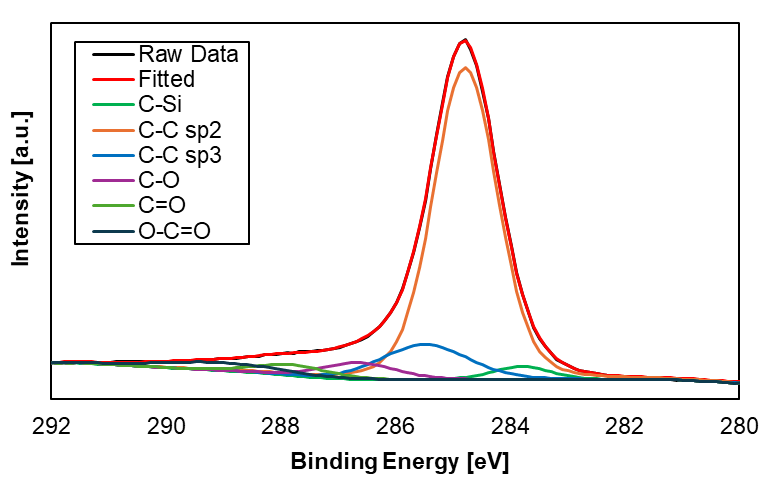 Raw Data
Fitted
C-Si
C-C sp2
C-C sp3
C-O
C=O
O-C=O
Intensity [a.u.]
292 290 288 286 284 282 280
Binding Energy [eV]